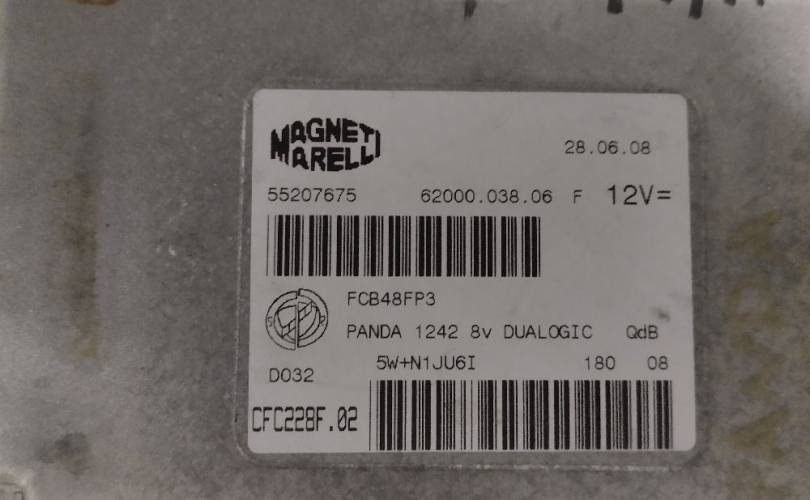 MAGNETI
MARELLI
28.06.08
55207675 62000.038.06 F 12V=
FCB48FP3
PANDA 1242 8v DUALOGIC QdB
5W+N1JU6I 180 08
D032
CFC228F.02